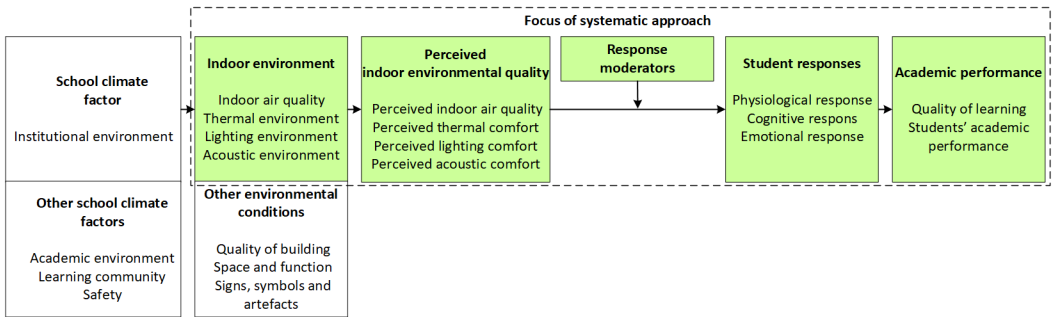 Focus of systematic approach
School climate
factor
Institutional environment
Indoor environment
Indoor air quality
Thermal environment
Lighting environment
Acoustic environment
Perceived
indoor environmental quality
Perceived indoor air quality
Perceived thermal comfort
Perceived lighting comfort
Perceived acoustic comfort
Response
moderators
Student responses
Physiological response
Cognitive respons
Emotional response
Academic performance
Quality of learning
Students’ academic
performance
Other school climate
factors
Academic environment
Learning community
Safety
Other environmental
conditions
Quality of building
Space and function
Signs, symbols and
artefacts